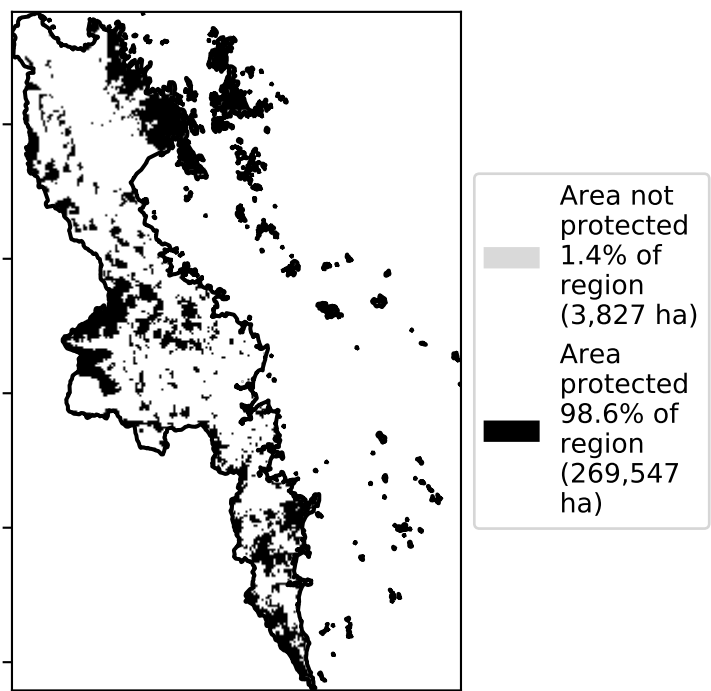 Area not
protected
1.4% of
region
(3,827 ha)
Area
protected
98.6% of
region
(269,547
ha)